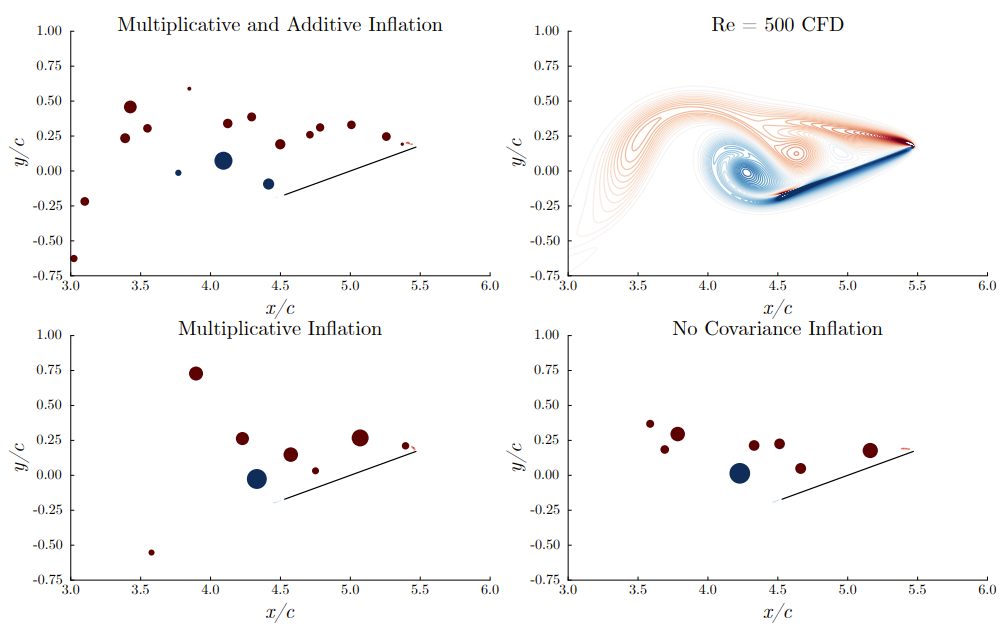 Multiplicative and Additive Inflation
1.00
0.75
0.50
0.25
0.00
-0.25
-0.50
-0.75
y/c
3.0 3.5 4.0 4.5 5.0 5.5 6.0
x/c
Re = 500 CFD
1.00
0.75
0.50
0.25
0.00
-0.25
-0.50
-0.75
y/c
3.0 3.5 4.0 4.5 5.0 5.5 6.0
x/c
Multiplicative Inflation
1.00
0.75
0.50
0.25
0.00
-0.25
-0.50
-0.75
y/c
3.0 3.5 4.0 4.5 5.0 5.5 6.0
x/c
No Covariance Inflation
1.00
0.75
0.50
0.25
0.00
-0.25
-0.50
-0.75
y/c
3.0 3.5 4.0 4.5 5.0 5.5 6.0
x/c